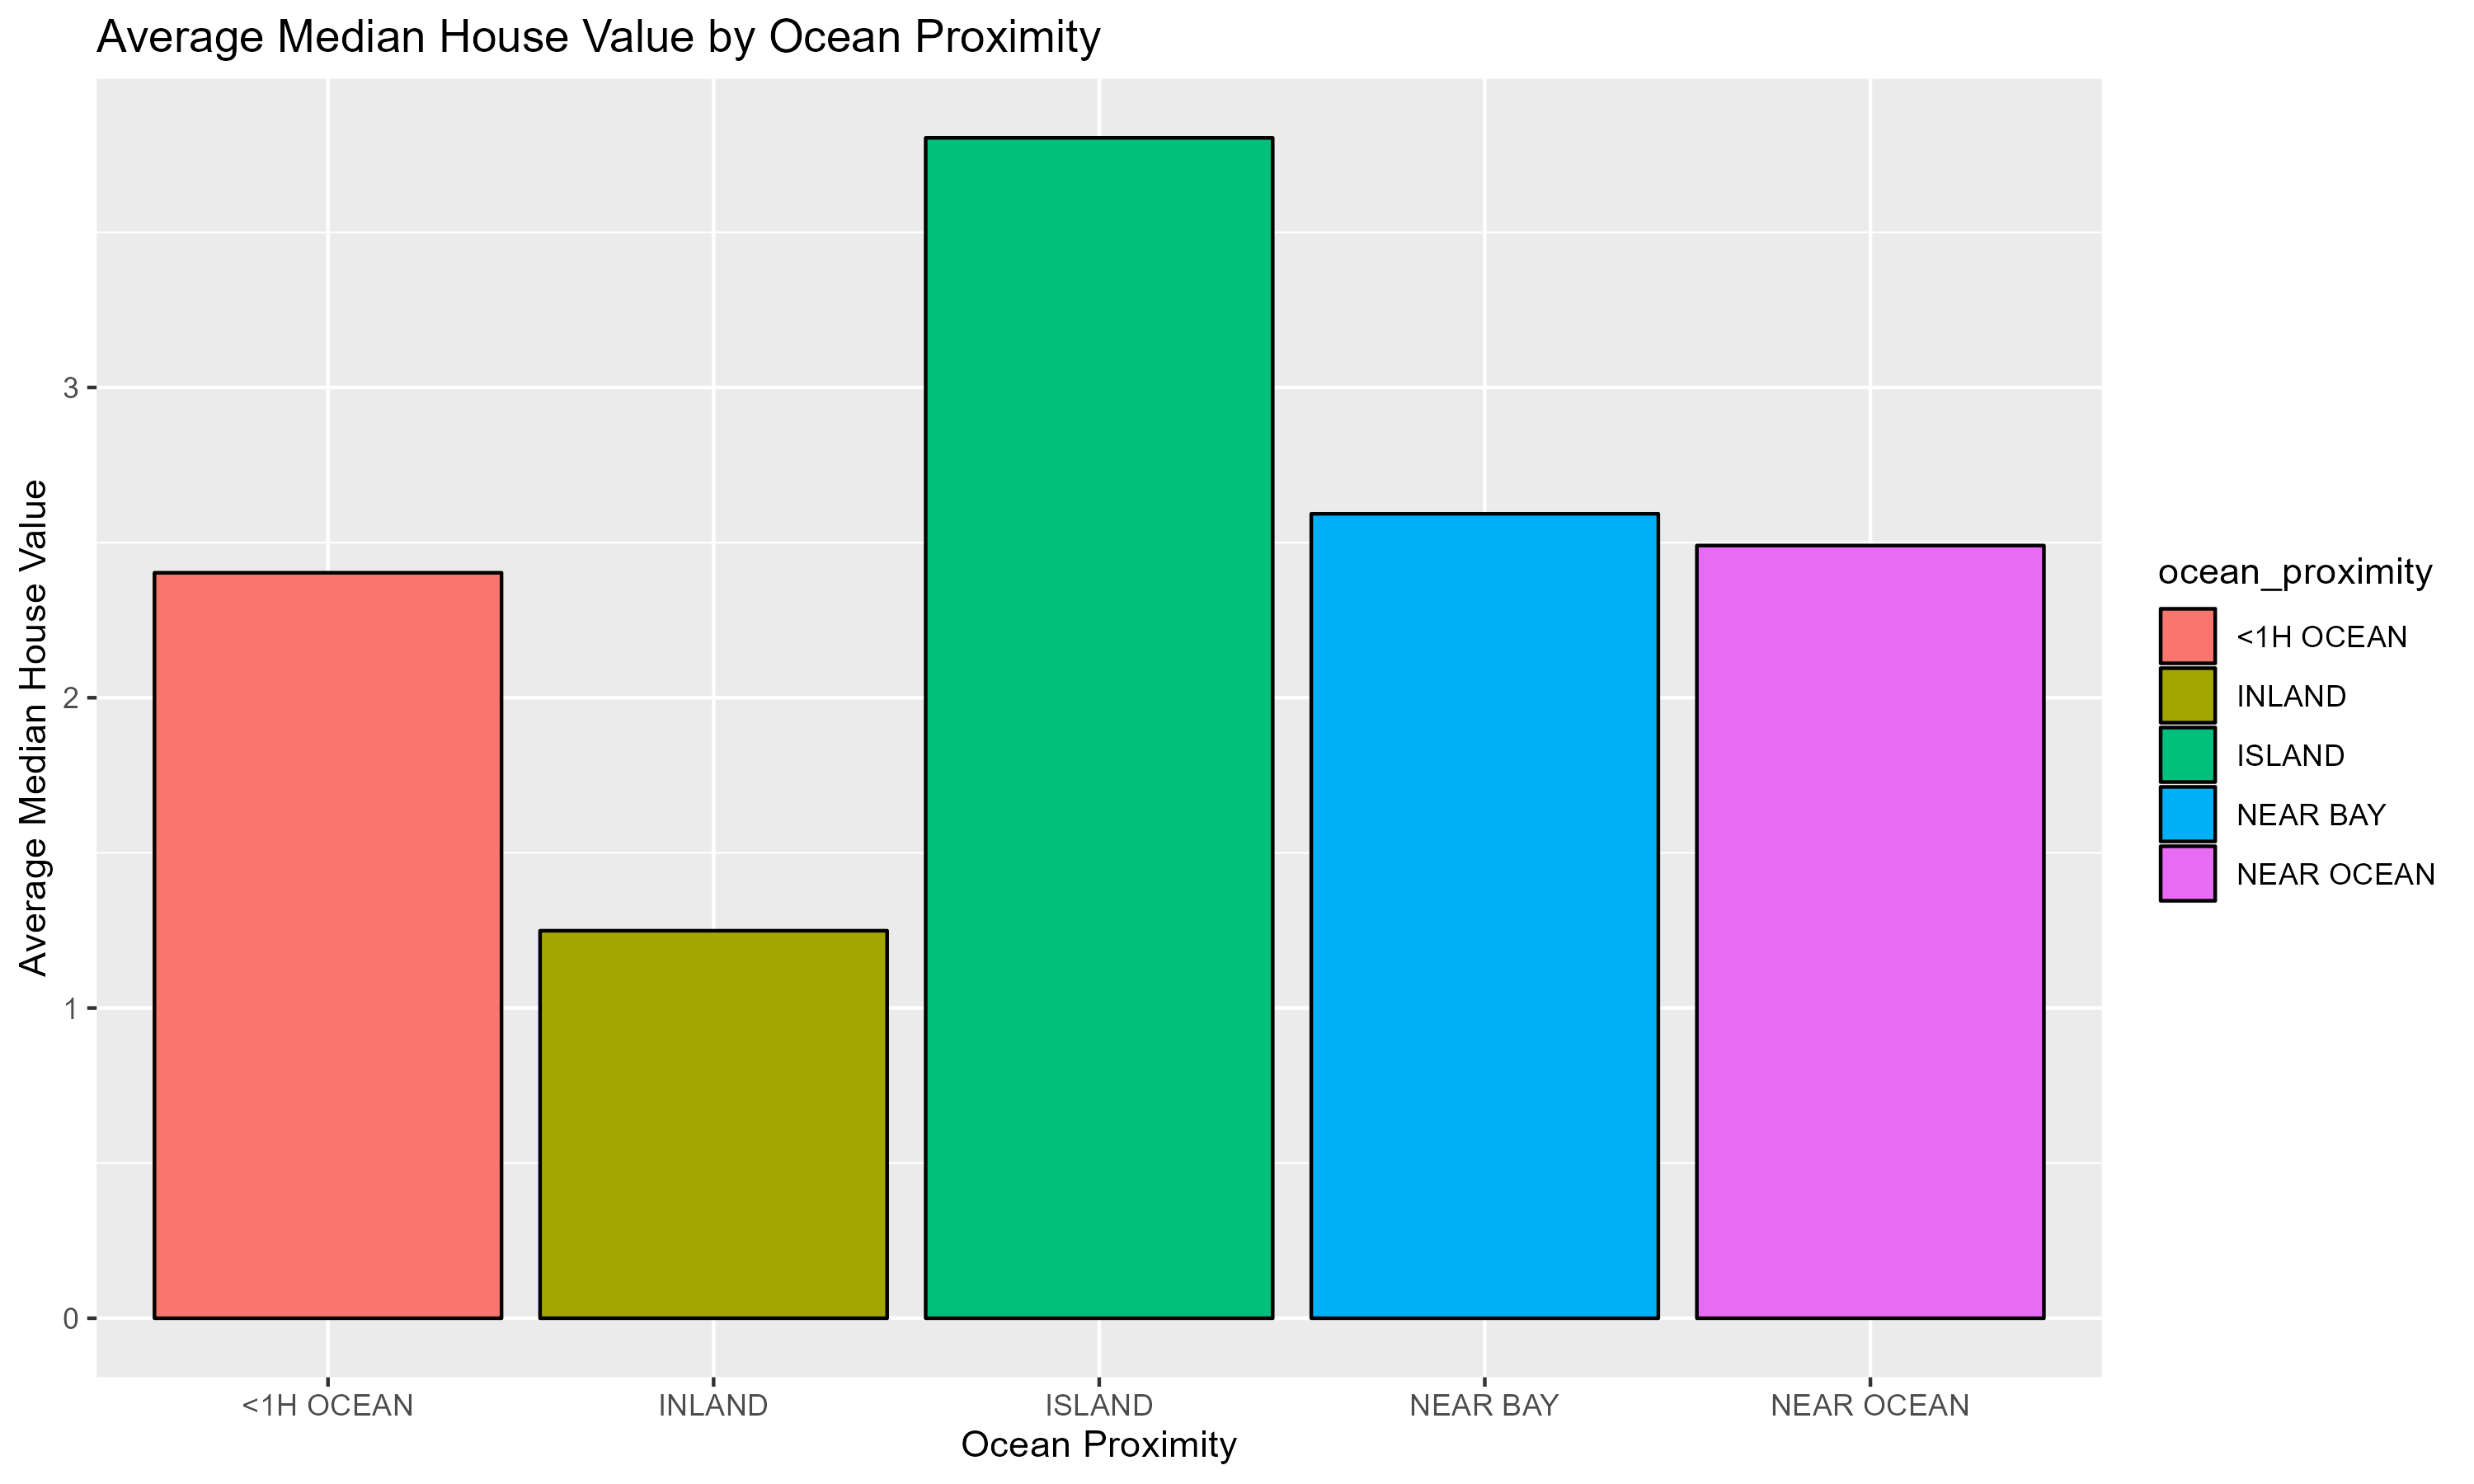 Average Median House Value by Ocean Proximity
Average Median House Value
3
2
1
0
<1H OCEAN
INLAND
ISLAND
NEAR BAY
NEAR OCEAN
Ocean Proximity
ocean_proximity
<1H OCEAN
INLAND
ISLAND
NEAR BAY
NEAR OCEAN